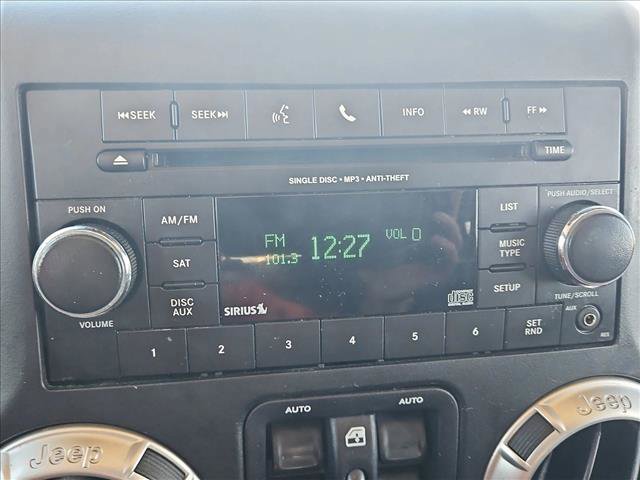 SEEK SEEK INFO RW FF
TIME
SINGLE DISC • MP3 • ANTI-THEFT
PUSH ON AM/FM LIST PUSH AUDIO/SELECT
FM 12:27 VOL 0
101.3
SAT MUSIC TYPE
DISC AUX SETUP
SIRIUS disc
VOLUME TUNE/SCROLL
AUX
1 2 3 4 5 6 SET RND
AUTO AUTO
Jeep Jeep